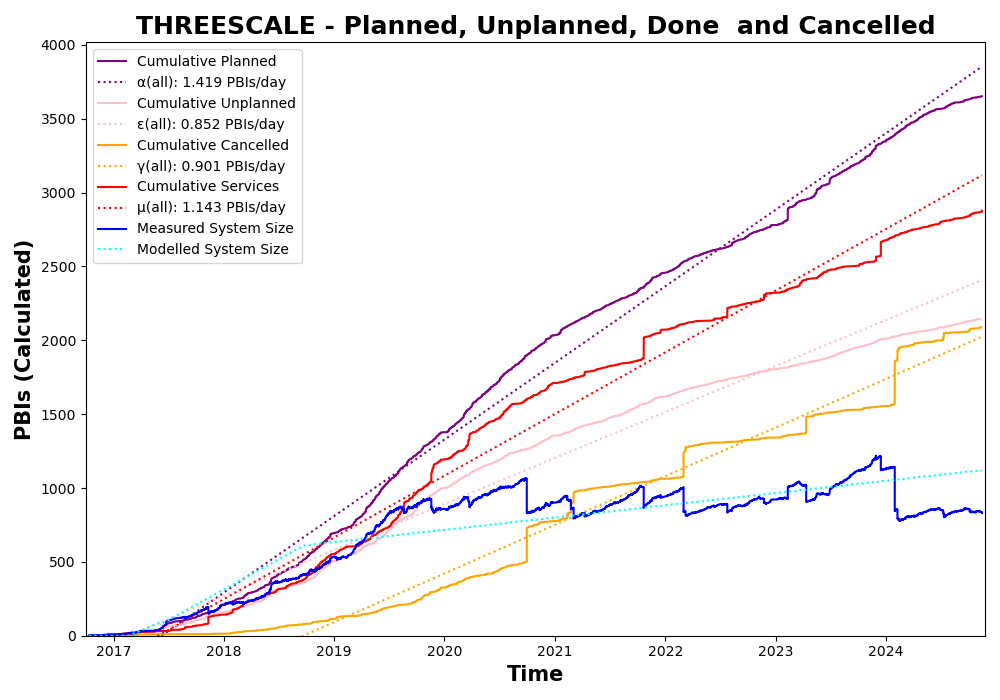 THREESCALE - Planned, Unplanned, Done  and Cancelled
PBIs (Calculated)
4000
3500
3000
2500
2000
1500
1000
500
0
Cumulative Planned
α(all): 1.419 PBIs/day
Cumulative Unplanned
ε(all): 0.852 PBIs/day
Cumulative Cancelled
γ(all): 0.901 PBIs/day
Cumulative Services
μ(all): 1.143 PBIs/day
Measured System Size
Modelled System Size
2017 2018 2019 2020 2021 2022 2023 2024
Time